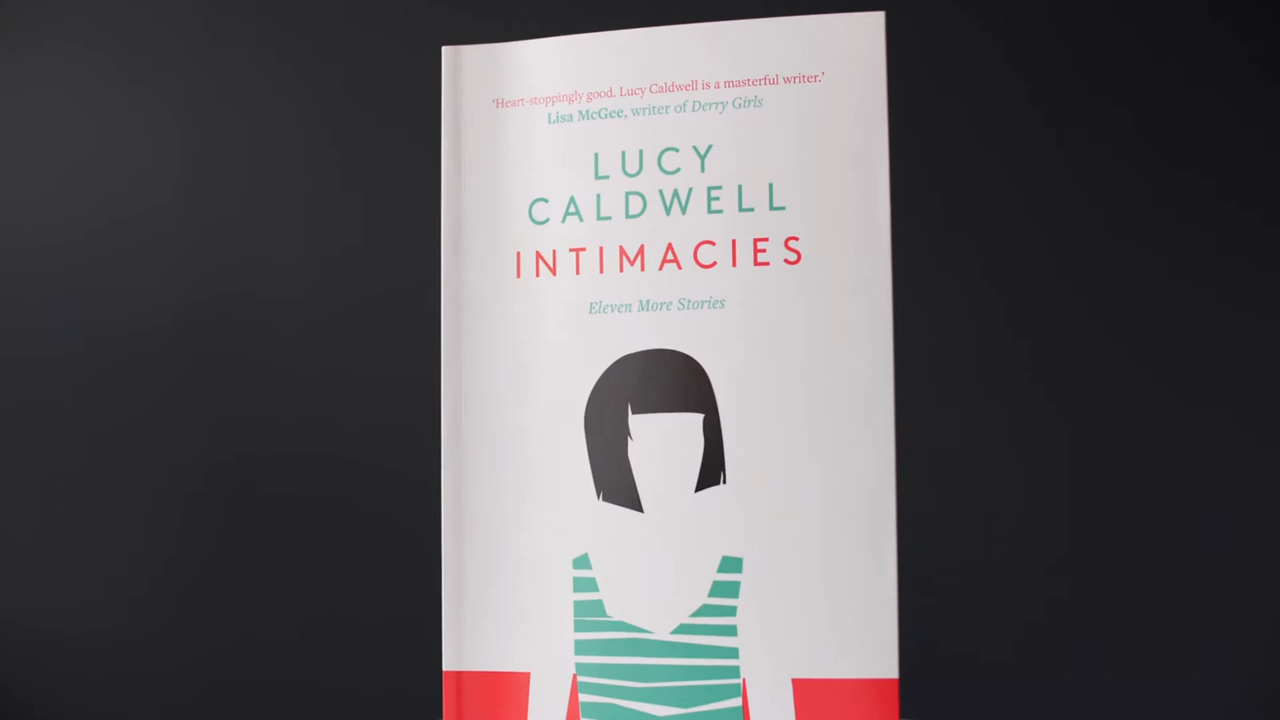 ‘Heart-stoppingly good. Lucy Caldwell is a masterful writer.’
Lisa McGee, writer of Derry Girls
LUCY
CALDWELL
INTIMACIES
Eleven More Stories